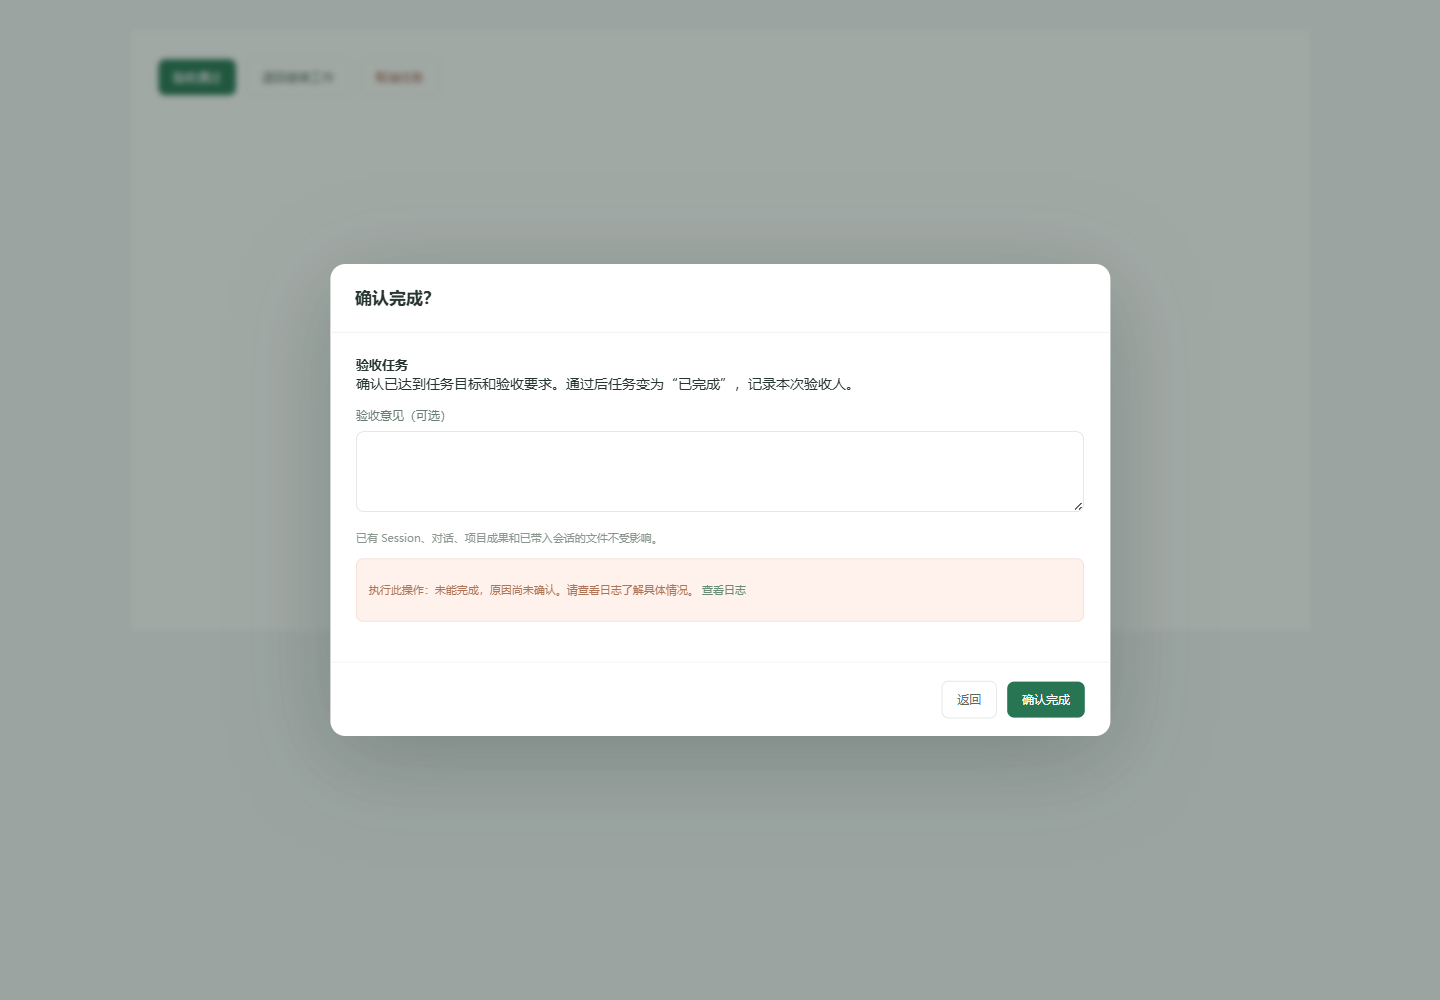 确认完成？
验收任务
确认已达到任务目标和验收要求。通过后任务变为“已完成”，记录本次验收人。
验收意见（可选）
已有 Session、对话、项目成果和已带入会话的文件不受影响。
执行此操作：未能完成，原因尚未确认。请查看日志了解具体情况。 查看日志
返回 确认完成